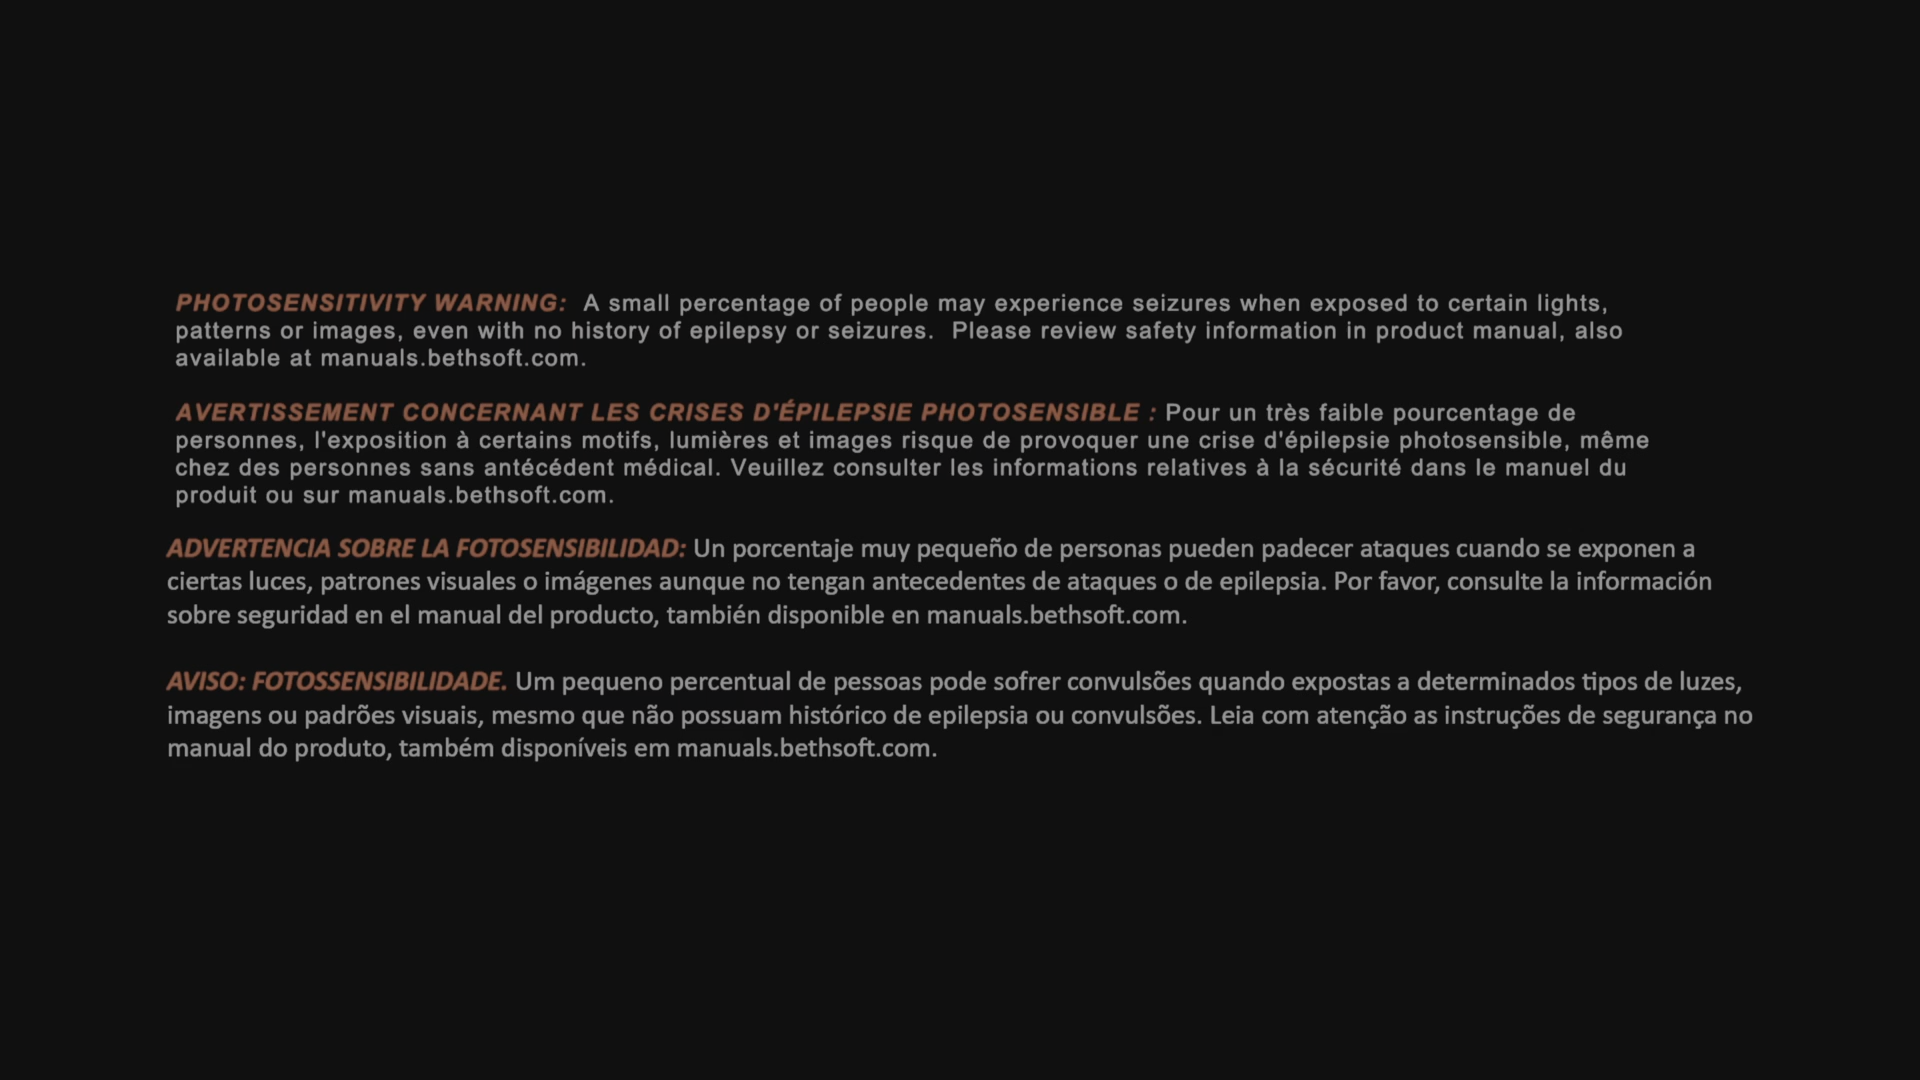 PHOTOSENSITIVITY WARNING:  A small percentage of people may experience seizures when exposed to certain lights,
patterns or images, even with no history of epilepsy or seizures.  Please review safety information in product manual, also
available at manuals.bethsoft.com.
AVERTISSEMENT CONCERNANT LES CRISES D'ÉPILEPSIE PHOTOSENSIBLE : Pour un très faible pourcentage de
personnes, l'exposition à certains motifs, lumières et images risque de provoquer une crise d'épilepsie photosensible, même
chez des personnes sans antécédent médical. Veuillez consulter les informations relatives à la sécurité dans le manuel du
produit ou sur manuals.bethsoft.com.
ADVERTENCIA SOBRE LA FOTOSENSIBILIDAD: Un porcentaje muy pequeño de personas pueden padecer ataques cuando se exponen a
ciertas luces, patrones visuales o imágenes aunque no tengan antecedentes de ataques o de epilepsia. Por favor, consulte la información
sobre seguridad en el manual del producto, también disponible en manuals.bethsoft.com.
AVISO: FOTOSSENSIBILIDADE. Um pequeno percentual de pessoas pode sofrer convulsões quando expostas a determinados tipos de luzes,
imagens ou padrões visuais, mesmo que não possuam histórico de epilepsia ou convulsões. Leia com atenção as instruções de segurança no
manual do produto, também disponíveis em manuals.bethsoft.com.